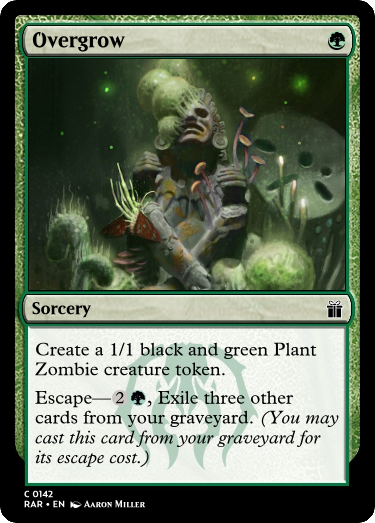 Overgrow
Sorcery
Create a 1/1 black and green Plant
Zombie creature token.
Escape—2, Exile three other
cards from your graveyard. (You may
cast this card from your graveyard for
its escape cost.)
C 0142
RAR • EN Aaron Miller